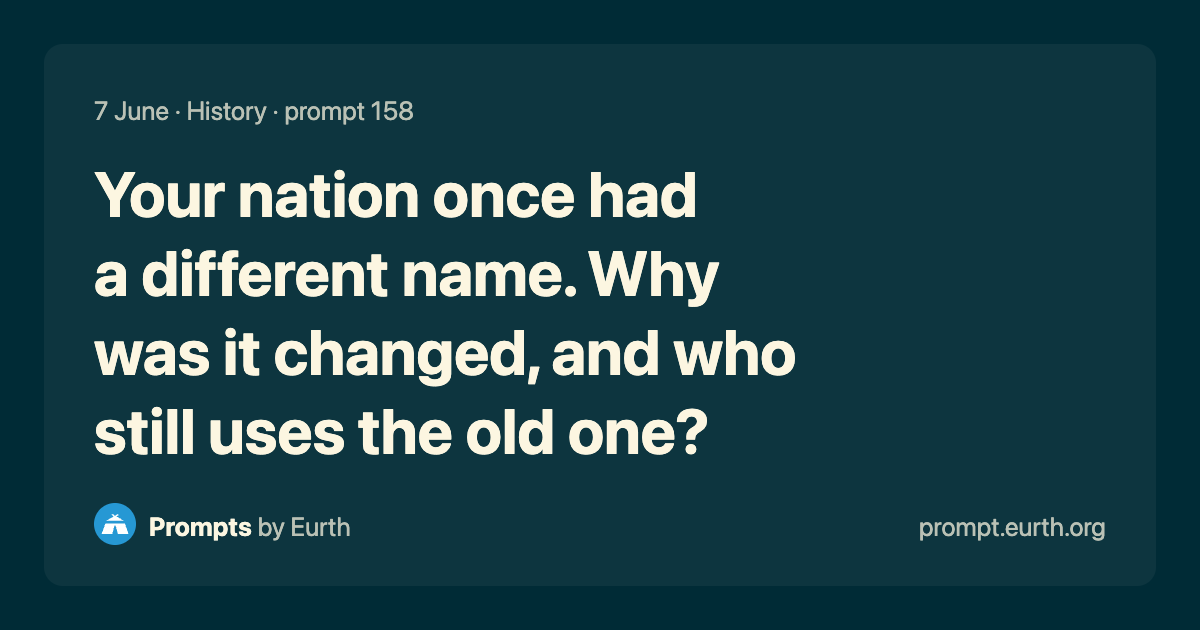 7 June · History · prompt 158
Your nation once had
a different name. Why
was it changed, and who
still uses the old one?
Prompts by Eurth
prompt.eurth.org